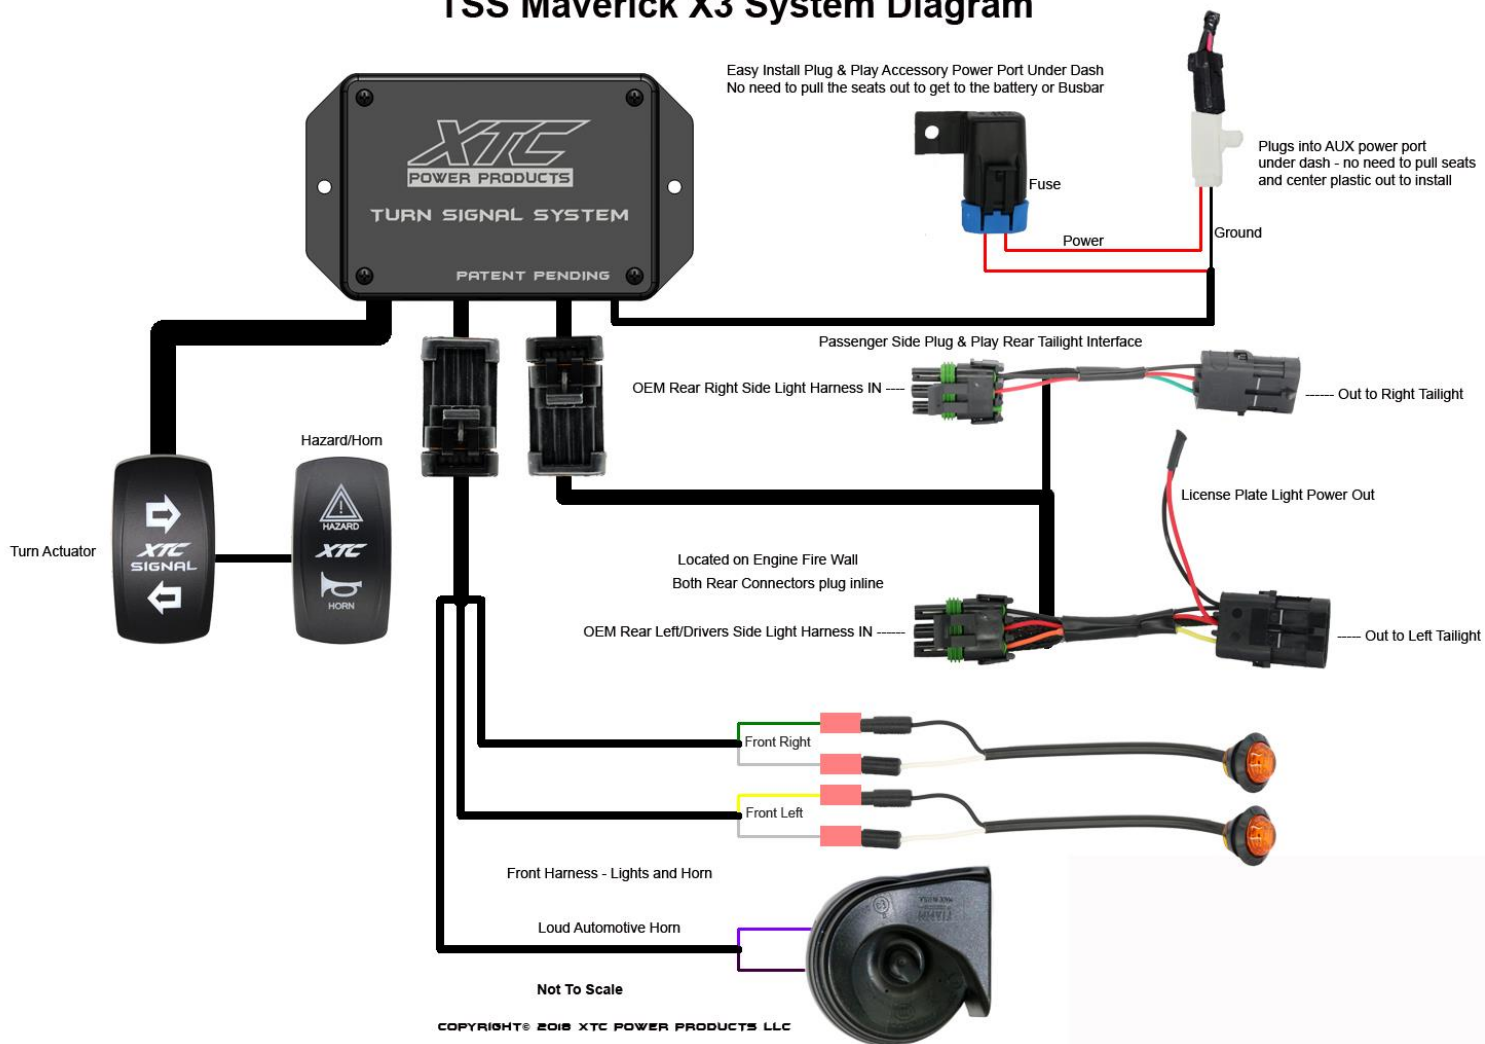 TSS Maverick X3 System Diagram
Easy Install Plug & Play Accessory Power Port Under Dash
No need to pull the seats out to get to the battery or Busbar
XTC
POWER PRODUCTS
TURN SIGNAL SYSTEM
PATENT PENDING
Fuse
Power
Ground
Plugs into AUX power port
under dash - no need to pull seats
and center plastic out to install
Passenger Side Plug & Play Rear Tailight Interface
OEM Rear Right Side Light Harness IN ----
------ Out to Right Tailight
License Plate Light Power Out
Hazard/Horn
Turn Actuator
XTC
SIGNAL
HAZARD
XTC
HORN
Located on Engine Fire Wall
Both Rear Connectors plug inline
OEM Rear Left/Drivers Side Light Harness IN ------
----- Out to Left Tailight
Front Right
Front Left
Front Harness - Lights and Horn
Loud Automotive Horn
Not To Scale
COPYRIGHT© 2018 XTC POWER PRODUCTS LLC